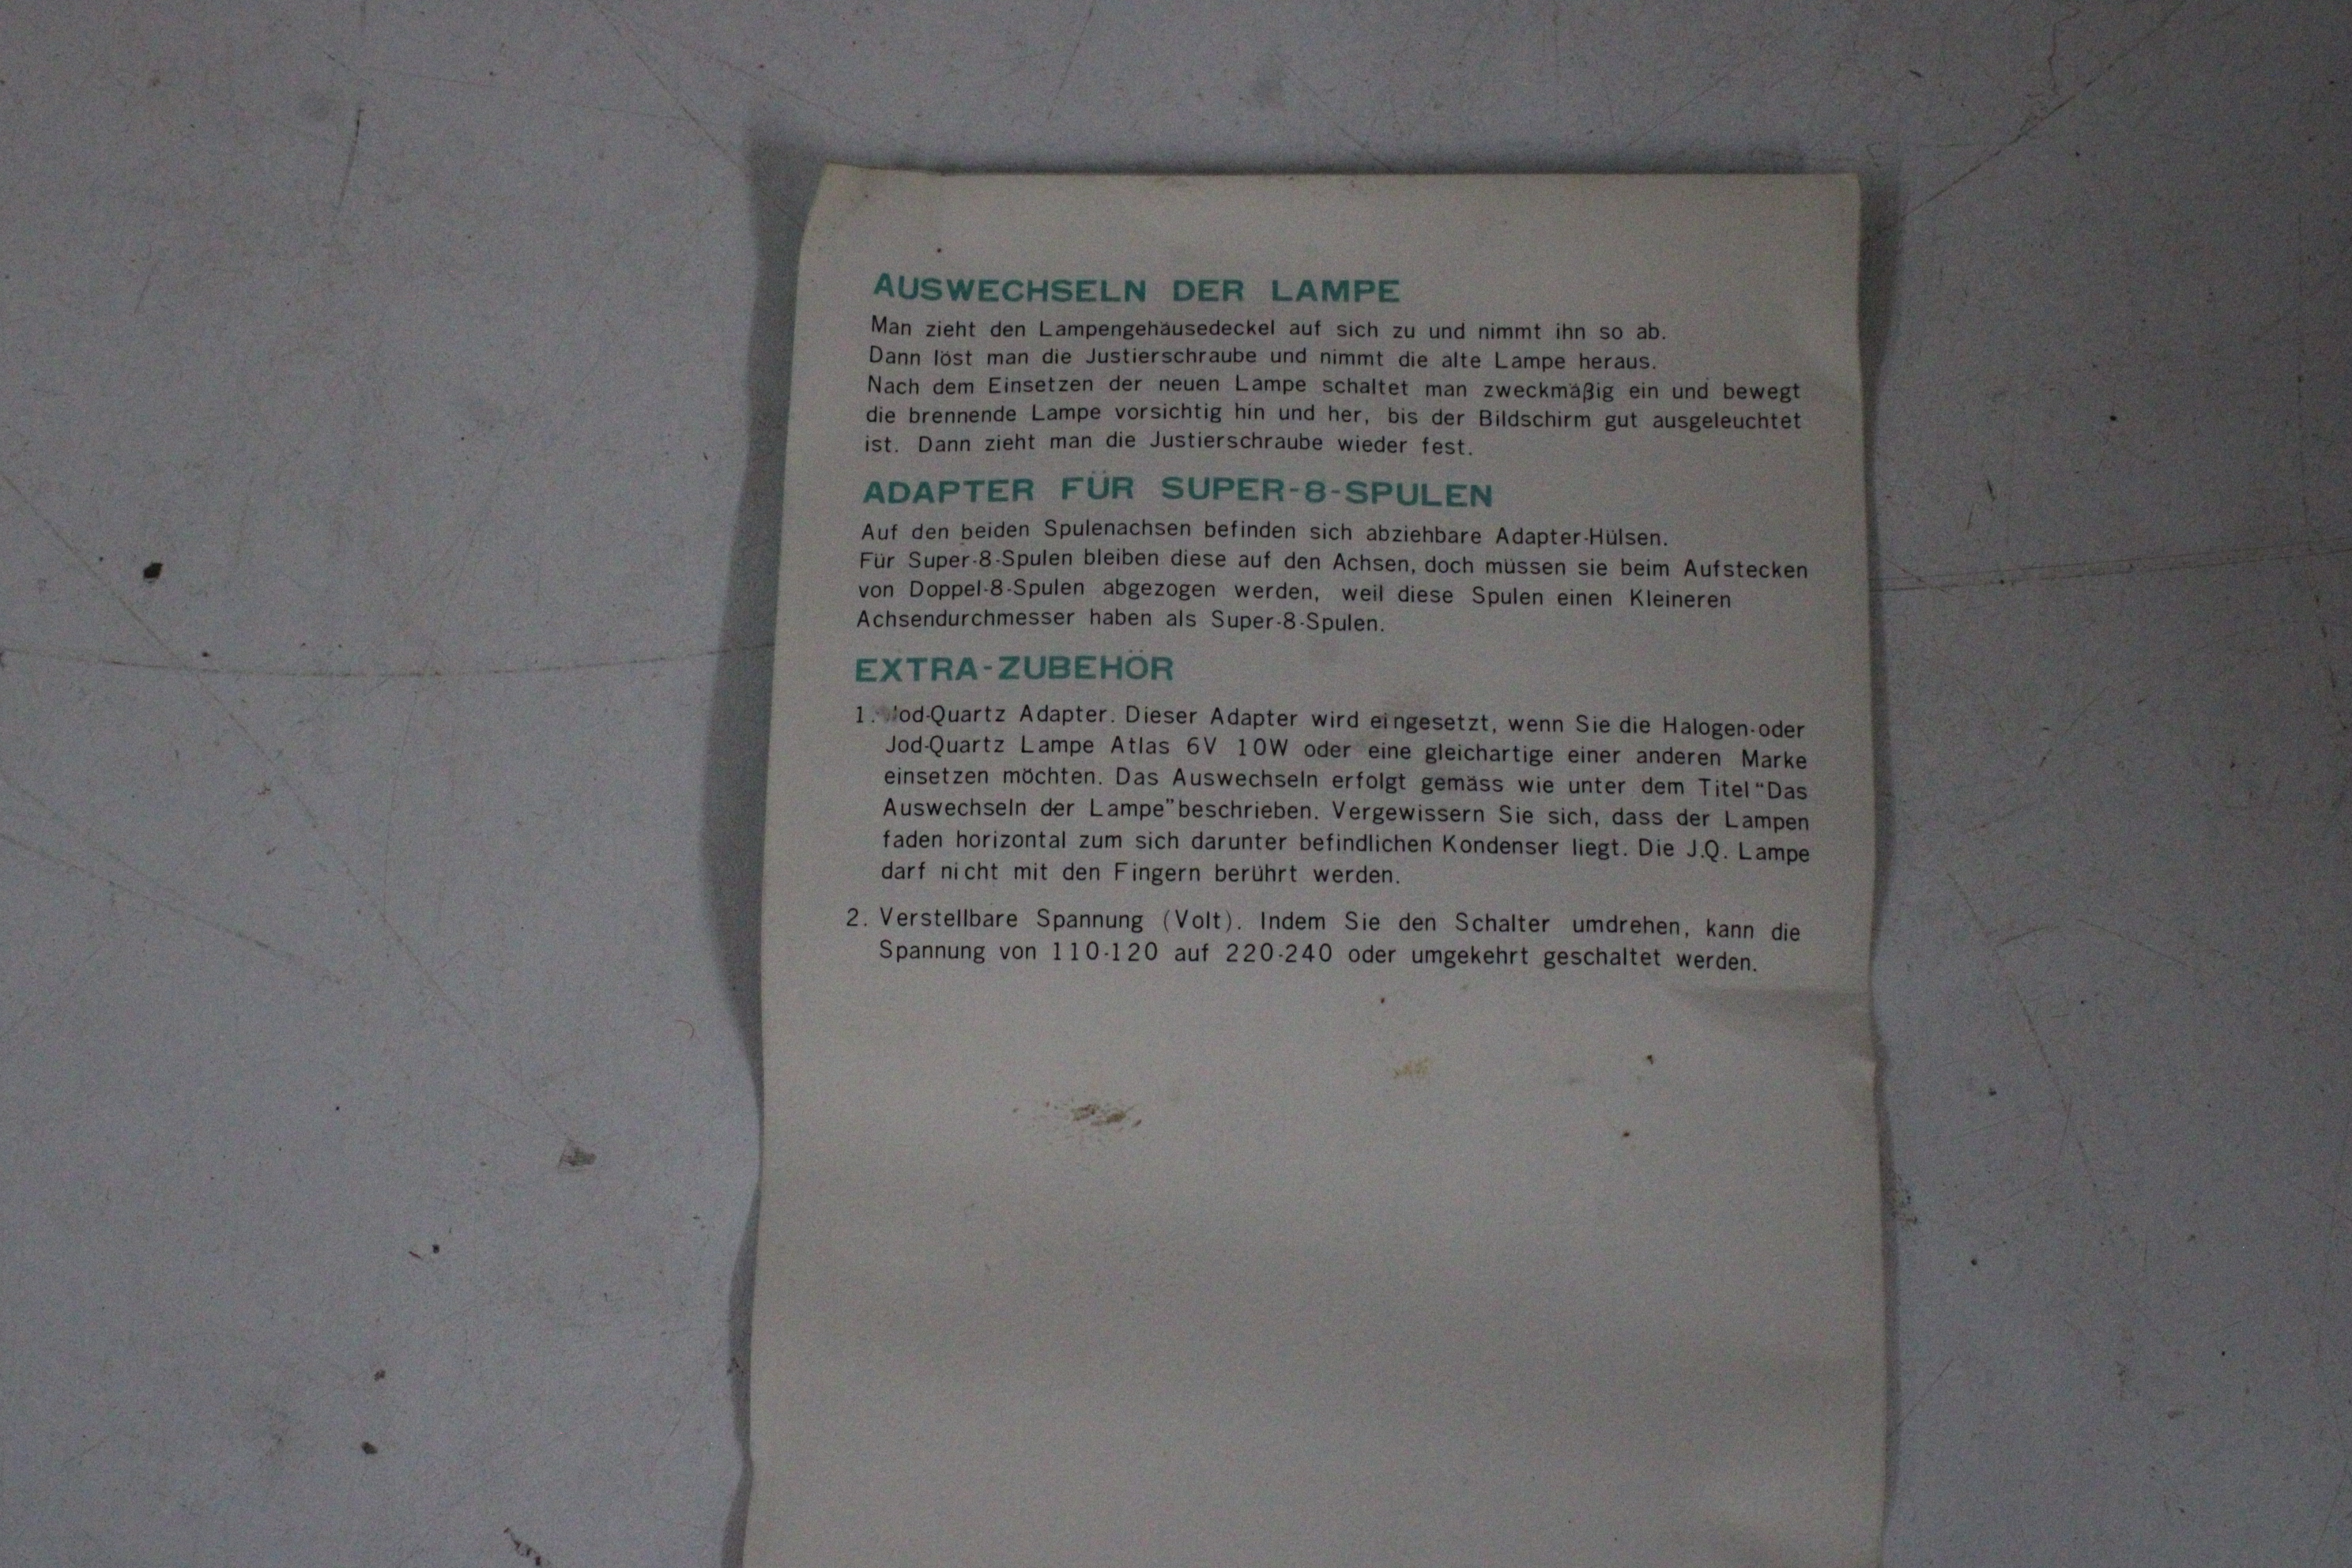 AUSWECHSELN DER LAMPE
Man zieht den Lampengehäusedeckel auf sich zu und nimmt ihn so ab.
Dann löst man die Justierschraube und nimmt die alte Lampe heraus.
Nach dem Einsetzen der neuen Lampe schaltet man zweckmäßig ein und bewegt
die brennende Lampe vorsichtig hin und her, bis der Bildschirm gut ausgeleuchtet
ist. Dann zieht man die Justierschraube wieder fest.
ADAPTER FÜR SUPER-8-SPULEN
Auf den beiden Spulenachsen befinden sich abziehbare Adapter-Hülsen.
Für Super-8-Spulen bleiben diese auf den Achsen, doch müssen sie beim Aufstecken
von Doppel-8-Spulen abgezogen werden, weil diese Spulen einen Kleineren
Achsendurchmesser haben als Super-8-Spulen.
EXTRA-ZUBEHÖR
1. Jod-Quartz Adapter. Dieser Adapter wird eingesetzt, wenn Sie die Halogen-oder
Jod-Quartz Lampe Atlas 6V 10W oder eine gleichartige einer anderen Marke
einsetzen möchten. Das Auswechseln erfolgt gemäss wie unter dem Titel "Das
Auswechseln der Lampe" beschrieben. Vergewissern Sie sich, dass der Lampen
faden horizontal zum sich darunter befindlichen Kondenser liegt. Die J.Q. Lampe
darf nicht mit den Fingern berührt werden.
2. Verstellbare Spannung (Volt). Indem Sie den Schalter umdrehen, kann die
Spannung von 110-120 auf 220-240 oder umgekehrt geschaltet werden.